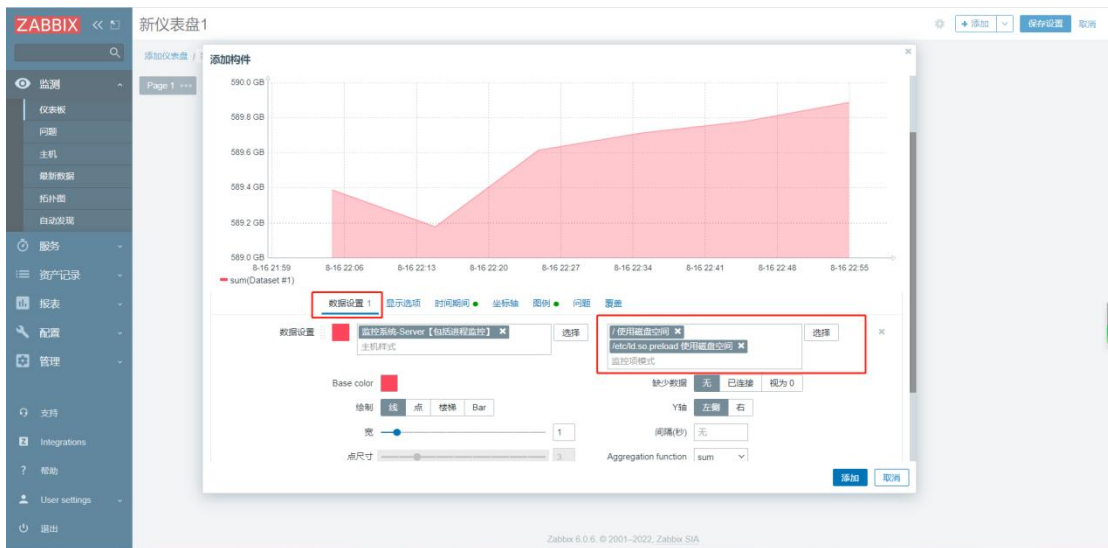 ZABBIX
新仪表盘1
+ 添加
保存设置
取消
添加仪表盘 /
Page 1
监测
仪表板
问题
主机
最新数据
拓扑图
自动发现
服务
资产记录
报表
配置
管理
支持
Integrations
帮助
User settings
退出
添加构件
590.0 GB
589.8 GB
589.6 GB
589.4 GB
589.2 GB
589.0 GB
8-16 21:59
8-16 22:06
8-16 22:13
8-16 22:20
8-16 22:27
8-16 22:34
8-16 22:41
8-16 22:48
8-16 22:55
sum(Dataset #1)
数据设置 1 显示选项 时间期间 坐标轴 图例 问题 覆盖
数据设置
监控系统-Server【包括进程监控】
主机样式
选择
/ 使用磁盘空间
/etc/ld.so.preload 使用磁盘空间
监控项模式
选择
Base color
缺少数据 无 已连接 视为 0
绘制 线 点 楼梯 Bar
Y轴 左侧 右
宽 1
间隔(秒) 无
点尺寸 3
Aggregation function sum
添加 取消
Zabbix 6.0.6. © 2001–2022, Zabbix SIA